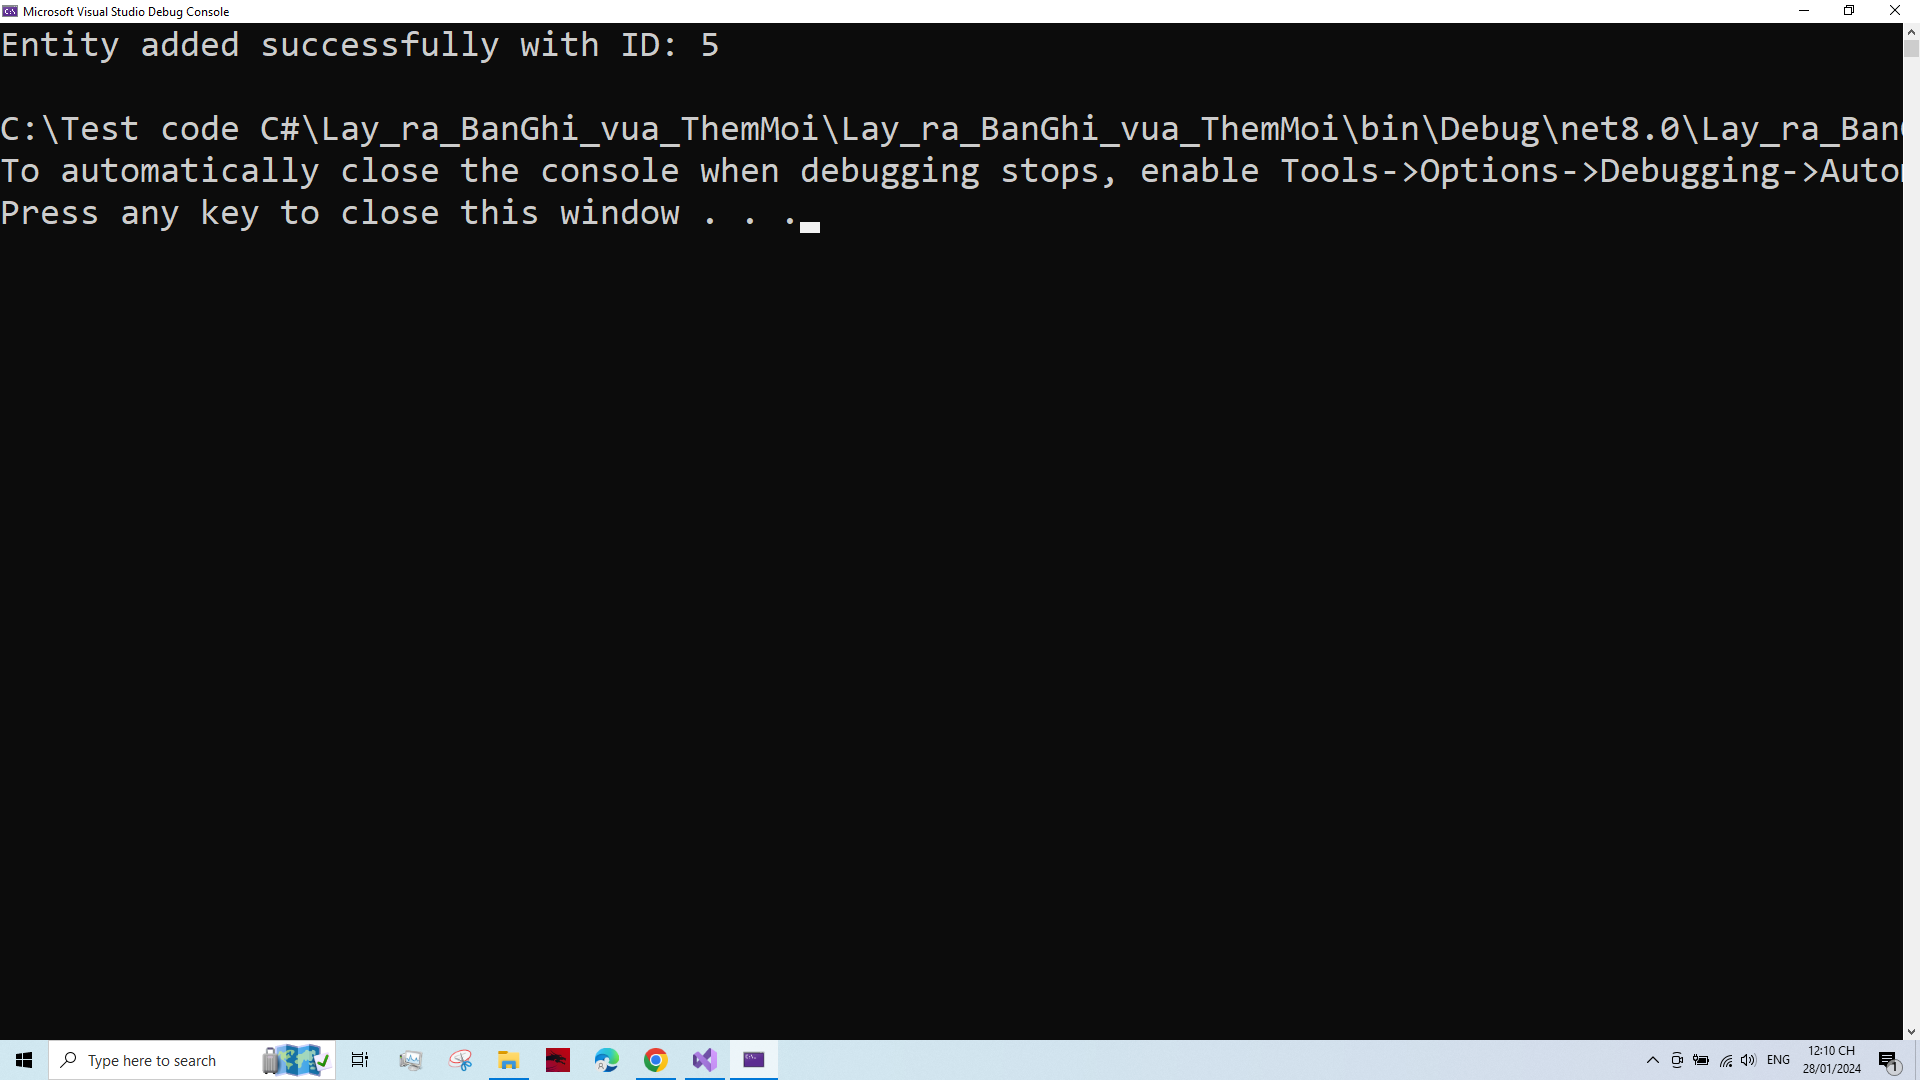 Microsoft Visual Studio Debug Console
Entity added successfully with ID: 5
C:\Test code C#\Lay_ra_BanGhi_vua_ThemMoi\Lay_ra_BanGhi_vua_ThemMoi\bin\Debug\net8.0\Lay_ra_Ban
To automatically close the console when debugging stops, enable Tools->Options->Debugging->Auto
Press any key to close this window . . .
Type here to search
ENG
12:10 CH
28/01/2024
1